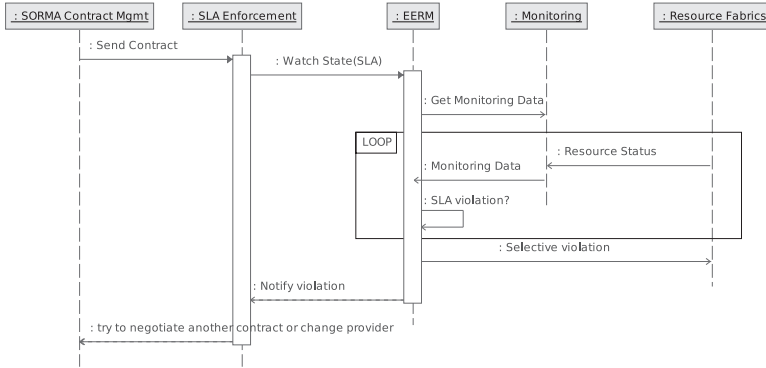 : SORMA Contract Mgmt
: SLA Enforcement
: EERM
: Monitoring
: Resource Fabrics
: Send Contract
: Watch State(SLA)
: Get Monitoring Data
LOOP
: Resource Status
: Monitoring Data
: SLA violation?
: Selective violation
: Notify violation
: try to negotiate another contract or change provider